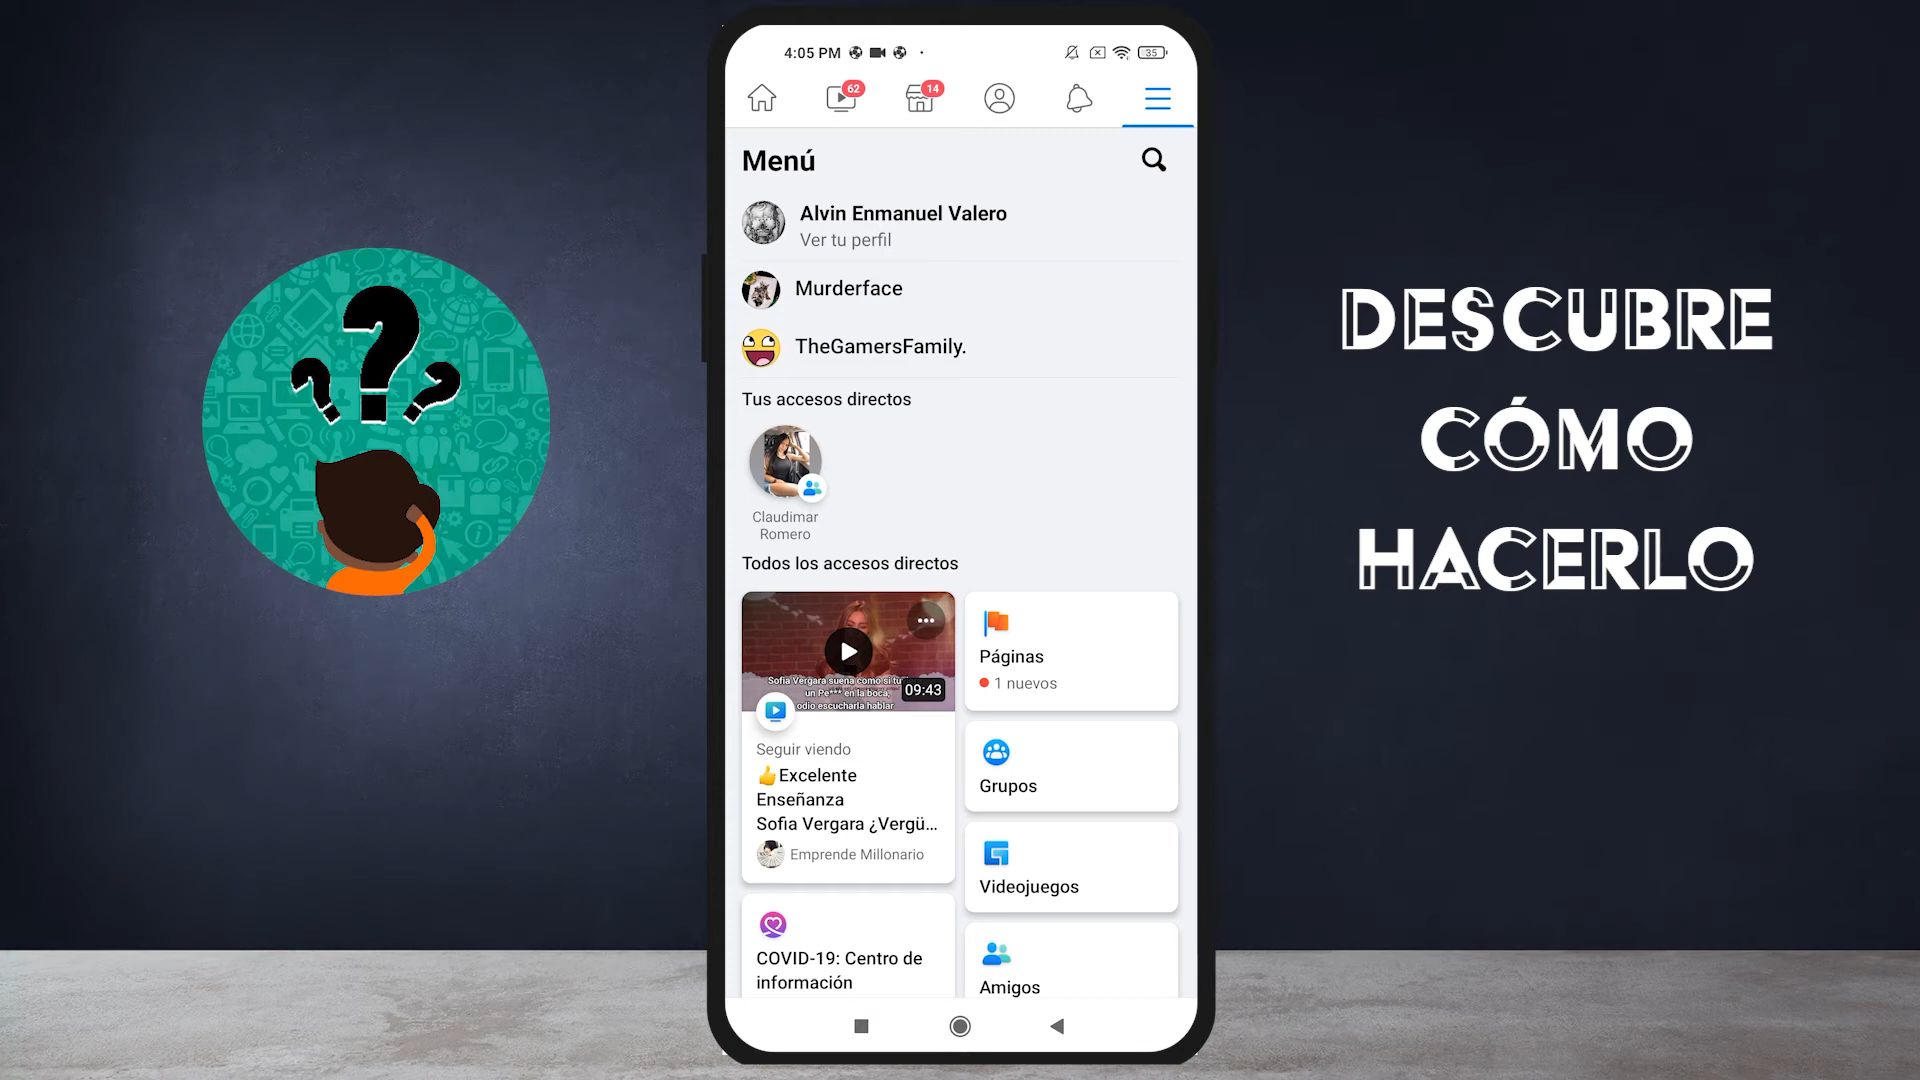 4:05 PM
35
62
14
Menú
Alvin Enmanuel Valero
Ver tu perfil
Murderface
TheGamersFamily.
Tus accesos directos
Claudimar
Romero
Todos los accesos directos
Sofia Vergara suena como si tu
un Pe*** en la boca,
odio escucharla hablar
09:43
Seguir viendo
👍Excelente
Enseñanza
Sofia Vergara ¿Vergü...
Emprende Millonario
COVID-19: Centro de
información
Páginas
1 nuevos
Grupos
Videojuegos
Amigos
DESCUBRE
CÓMO
HACERLO